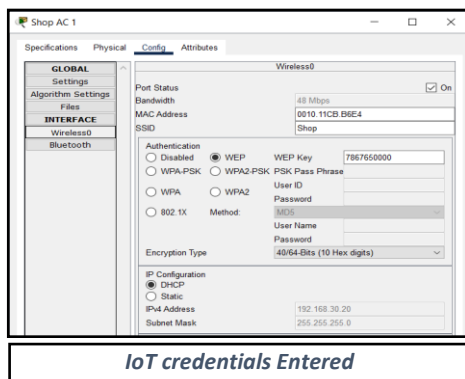 Shop AC 1
Specifications Physical Config Attributes
GLOBAL
Settings
Algorithm Settings
Files
INTERFACE
Wireless0
Bluetooth
Wireless0
Port Status On
Bandwidth 48 Mbps
MAC Address 0010.11CB.B6E4
SSID Shop
Authentication
Disabled WEP WEP Key 7867650000
WPA-PSK WPA2-PSK PSK Pass Phrase
WPA WPA2 User ID
Password
802.1X Method: MD5
User Name
Password
Encryption Type 40/64-Bits (10 Hex digits)
IP Configuration
DHCP
Static
IPv4 Address 192.168.30.20
Subnet Mask 255.255.255.0
IoT credentials Entered